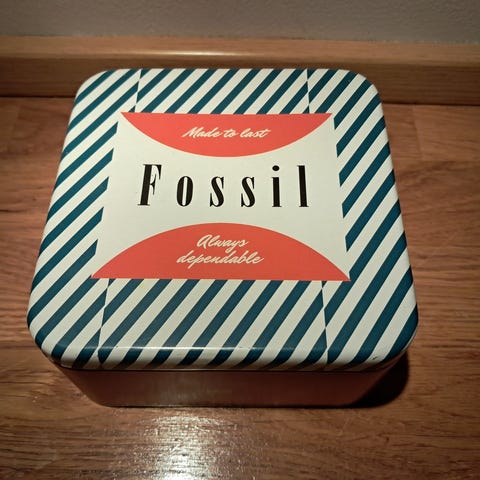 Made to last
Fossil
Always
dependable